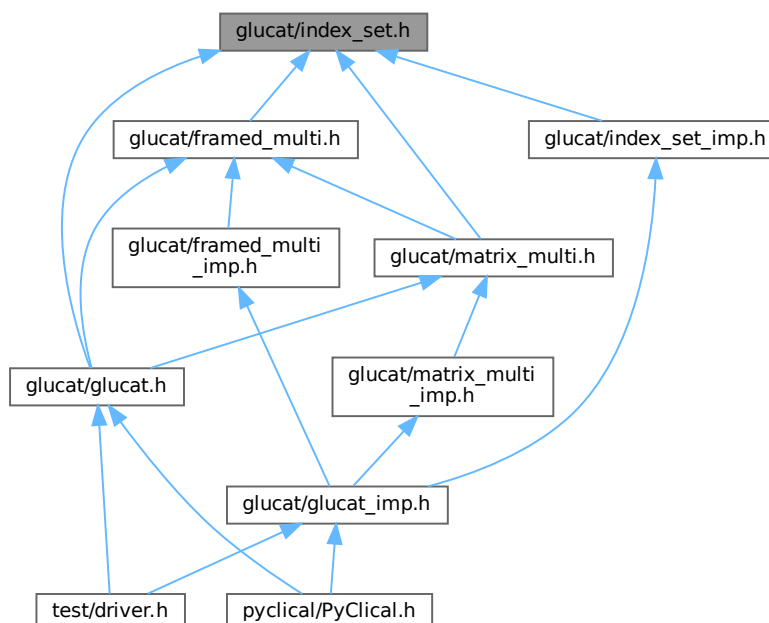 glucat/index_set.h
glucat/framed_multi.h
glucat/index_set_imp.h
glucat/framed_multi
_imp.h
glucat/matrix_multi.h
glucat/glucat.h
glucat/matrix_multi
_imp.h
glucat/glucat_imp.h
test/driver.h
pyclical/PyClical.h